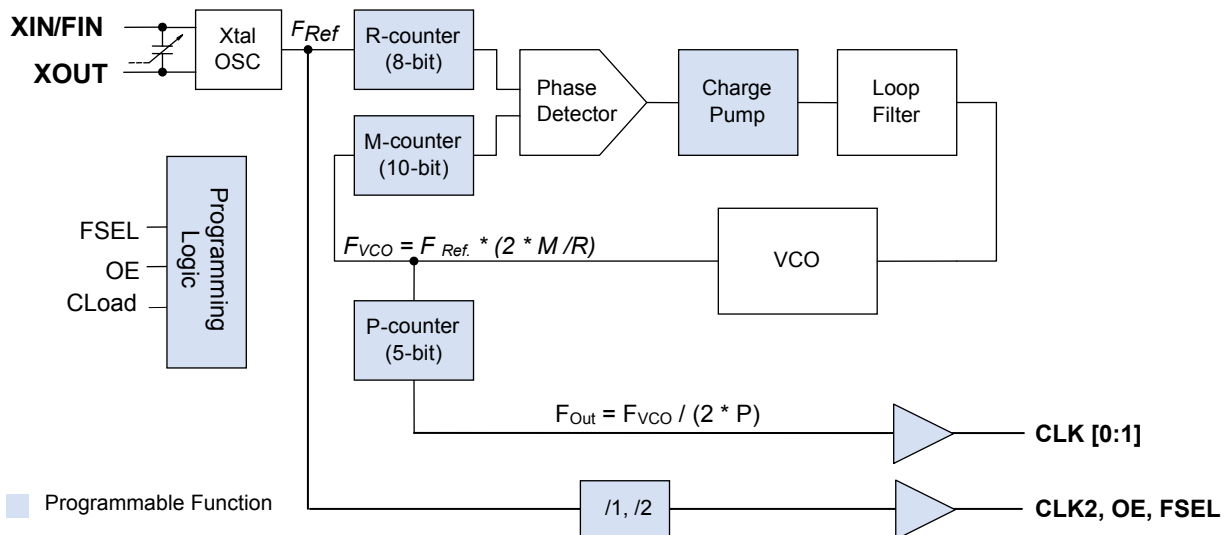 XIN/FIN
XOUT
Xtal
OSC
FRef
R-counter
(8-bit)
M-counter
(10-bit)
Phase
Detector
Charge
Pump
Loop
Filter
FSEL
OE
CLoad
Programming
Logic
FVCO = F Ref. * (2 * M /R)
VCO
P-counter
(5-bit)
FOut = FVCO / (2 * P)
CLK [0:1]
Programmable Function
/1, /2
CLK2, OE, FSEL